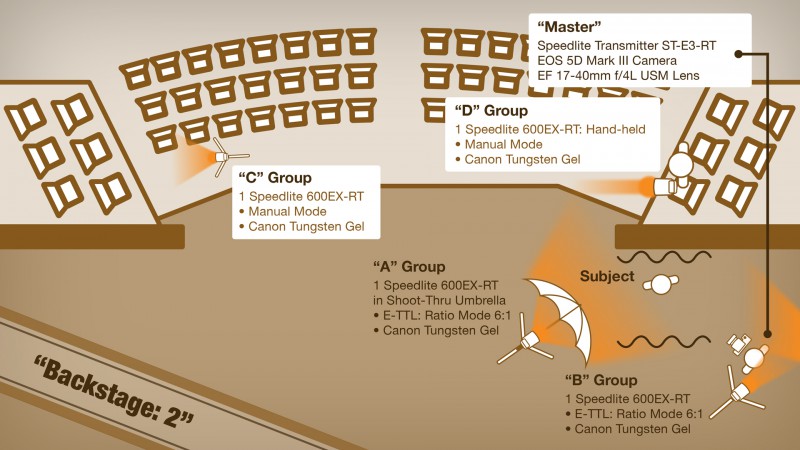 “Master”
Speedlite Transmitter ST-E3-RT
EOS 5D Mark III Camera
EF 17-40mm f/4L USM Lens
“D” Group
1 Speedlite 600EX-RT: Hand-held
• Manual Mode
• Canon Tungsten Gel
“C” Group
1 Speedlite 600EX-RT
• Manual Mode
• Canon Tungsten Gel
“A” Group
1 Speedlite 600EX-RT
in Shoot-Thru Umbrella
• E-TTL: Ratio Mode 6:1
• Canon Tungsten Gel
Subject
“B” Group
1 Speedlite 600EX-RT
• E-TTL: Ratio Mode 6:1
• Canon Tungsten Gel
“Backstage: 2”